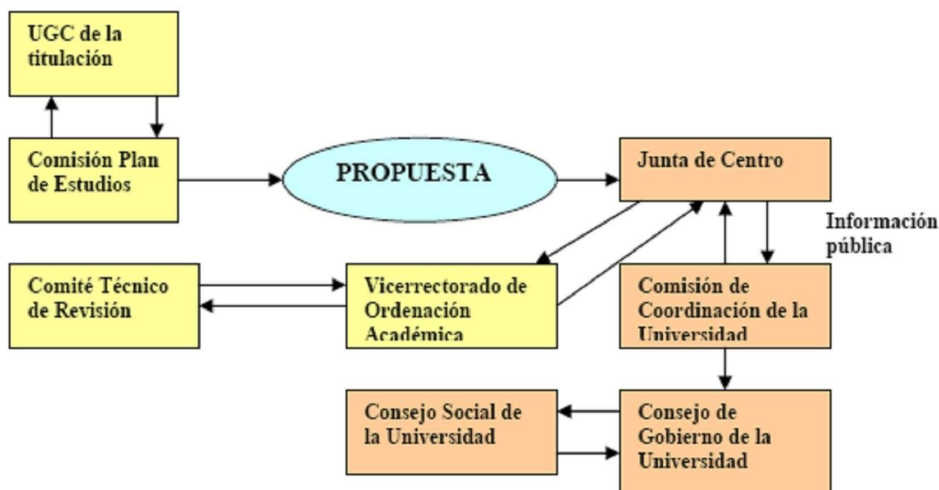 UGC de la
titulación
Comisión Plan
de Estudios
PROPUESTA
Junta de Centro
Información
pública
Comité Técnico
de Revisión
Vicerrectorado de
Ordenación
Académica
Comisión de
Coordinación de la
Universidad
Consejo Social de
la Universidad
Consejo de
Gobierno de la
Universidad